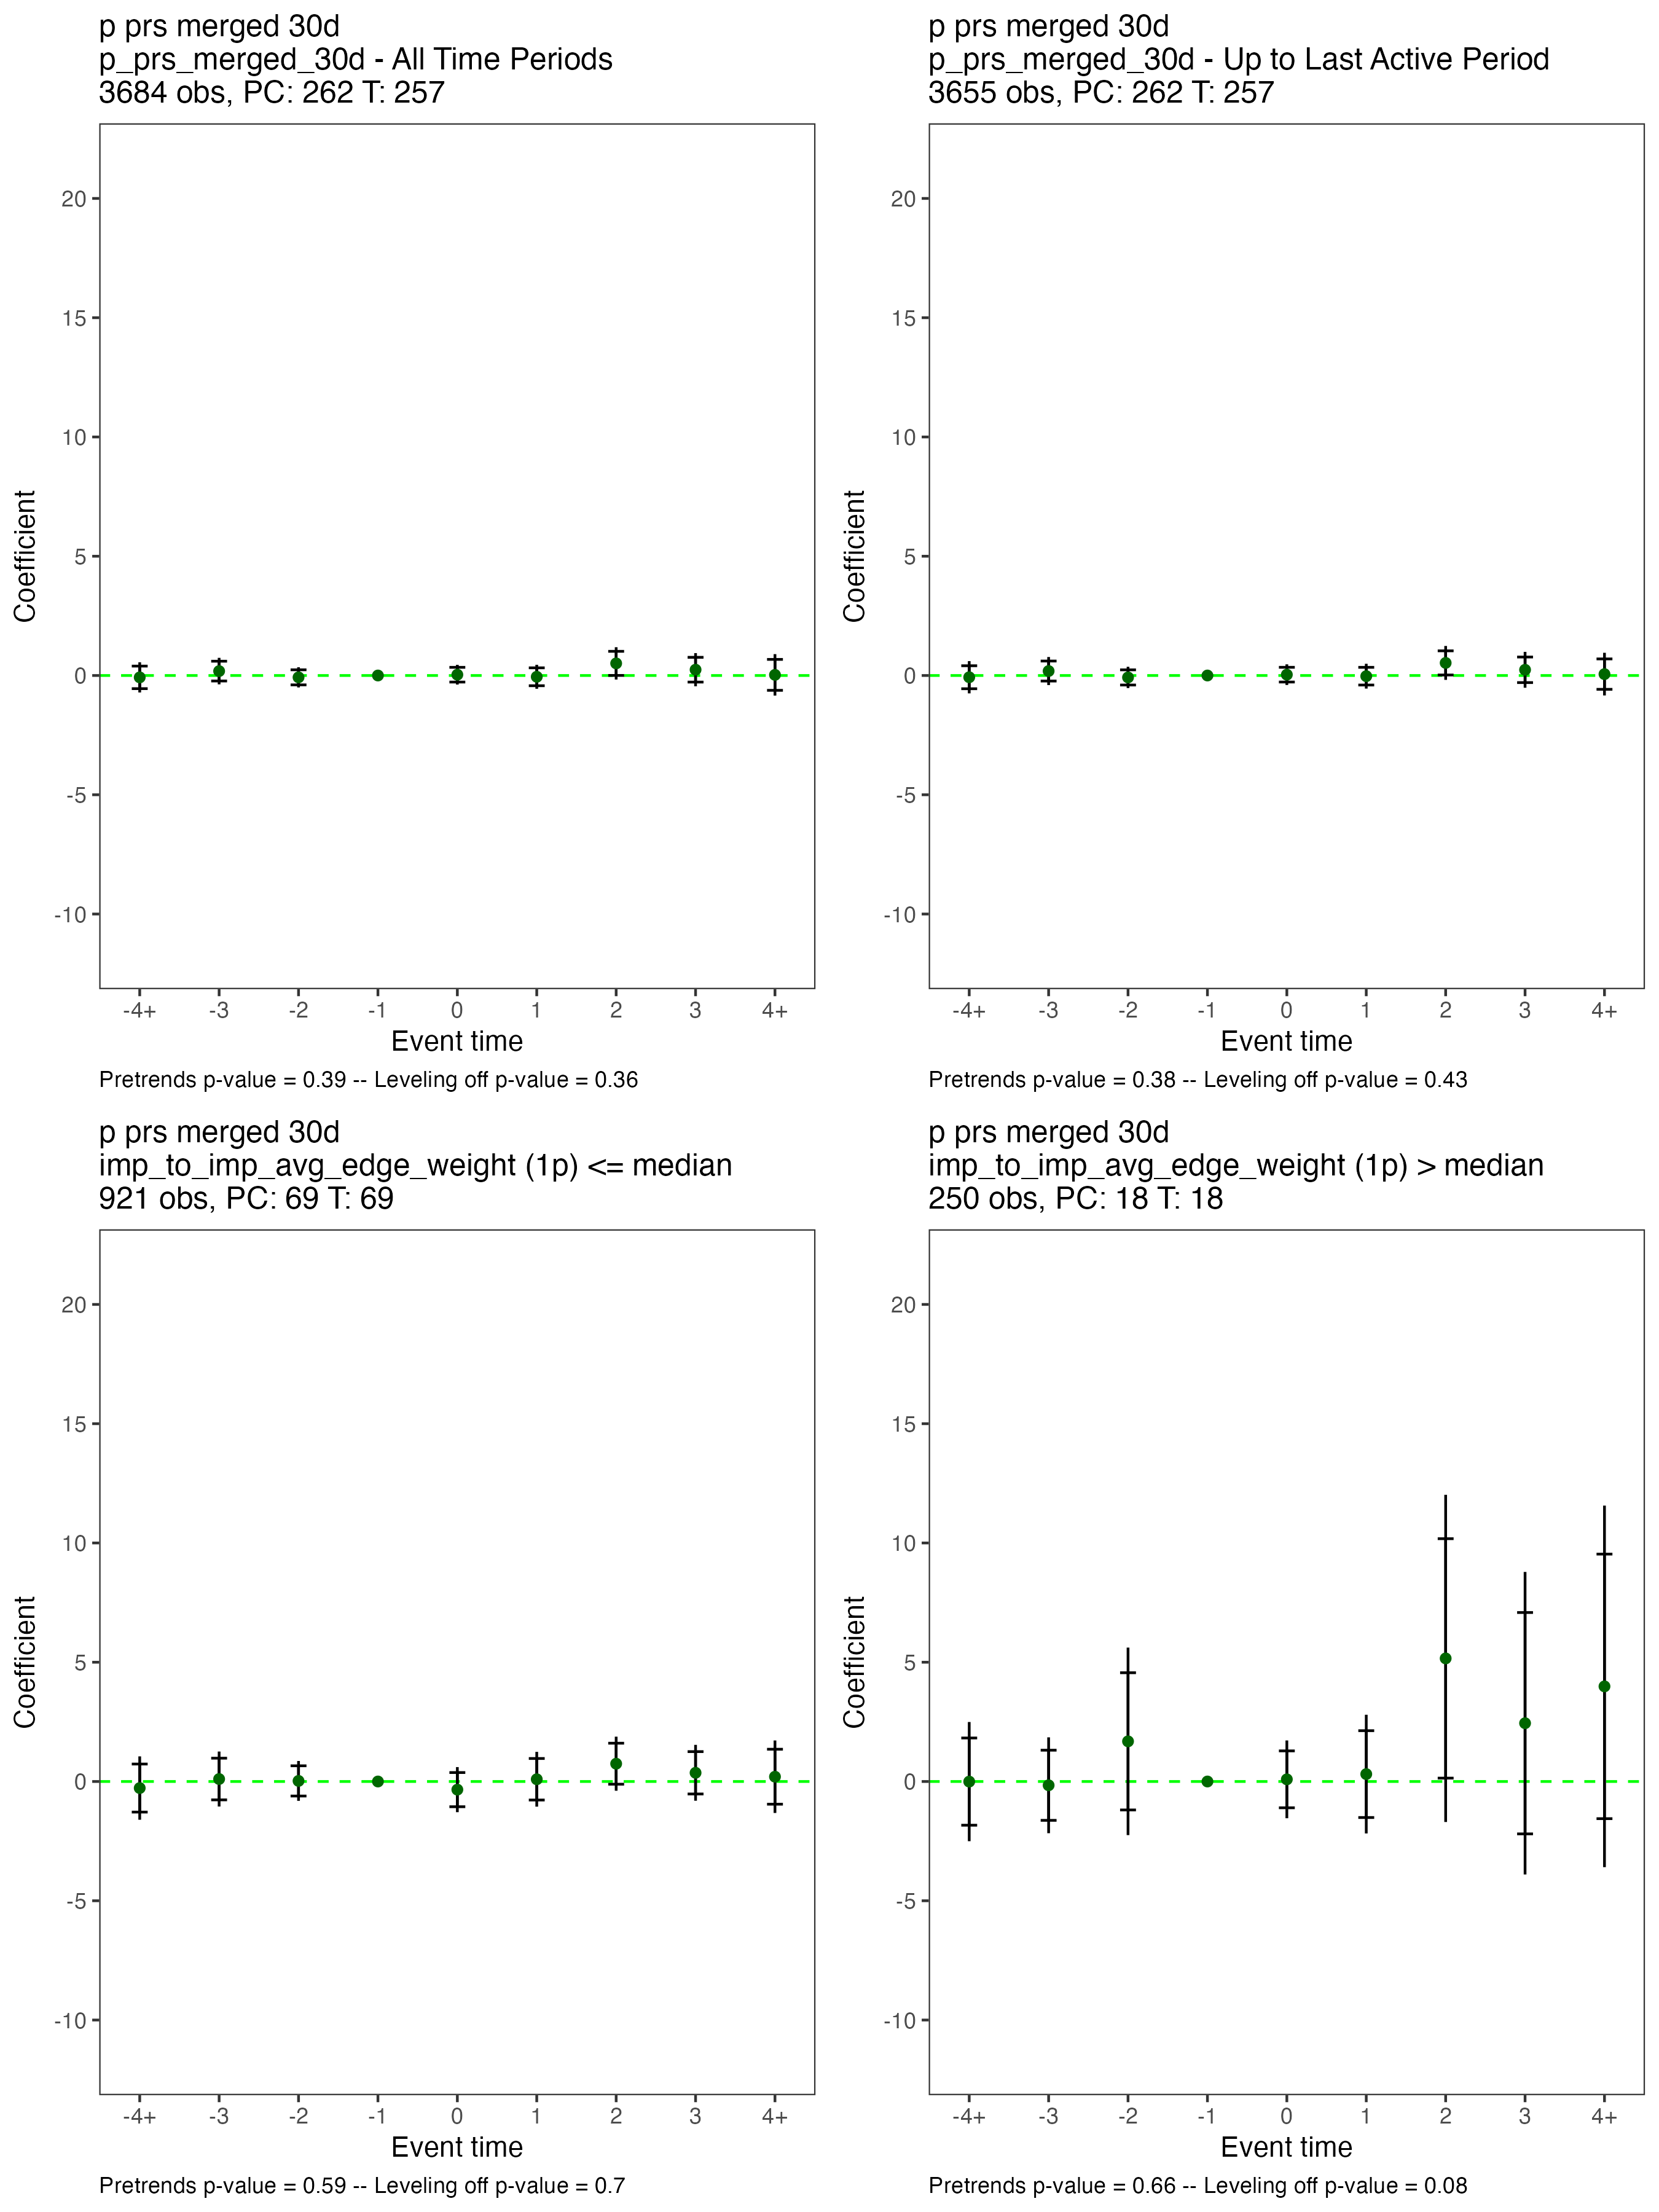 p prs merged 30d
p_prs_merged_30d - All Time Periods
3684 obs, PC: 262 T: 257
Coefficient
20
15
10
5
0
-5
-10
-4+ -3 -2 -1 0 1 2 3 4+
Event time
Pretrends p-value = 0.39 -- Leveling off p-value = 0.36
p prs merged 30d
p_prs_merged_30d - Up to Last Active Period
3655 obs, PC: 262 T: 257
Coefficient
20
15
10
5
0
-5
-10
-4+ -3 -2 -1 0 1 2 3 4+
Event time
Pretrends p-value = 0.38 -- Leveling off p-value = 0.43
p prs merged 30d
imp_to_imp_avg_edge_weight (1p) <= median
921 obs, PC: 69 T: 69
Coefficient
20
15
10
5
0
-5
-10
-4+ -3 -2 -1 0 1 2 3 4+
Event time
Pretrends p-value = 0.59 -- Leveling off p-value = 0.7
p prs merged 30d
imp_to_imp_avg_edge_weight (1p) > median
250 obs, PC: 18 T: 18
Coefficient
20
15
10
5
0
-5
-10
-4+ -3 -2 -1 0 1 2 3 4+
Event time
Pretrends p-value = 0.66 -- Leveling off p-value = 0.08